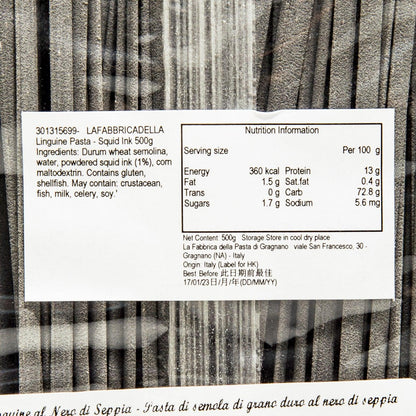 301315699- LAFABBRICADELLA
Linguine Pasta - Squid Ink 500g
Ingredients: Durum wheat semolina,
water, powdered squid ink (1%), corn
maltodextrin. Contains gluten,
shellfish. May contain: crustacean,
fish, milk, celery, soy.'
Nutrition Information
Serving size Per 100 g
Energy 360 kcal Protein 13 g
Fat 1.5 g Sat.fat 0.4 g
Trans 0 g Carb 72.8 g
Sugars 1.7 g Sodium 5.6 mg
Net Content: 500g Storage Store in cool dry place
La Fabbrica della Pasta di Gragnano viale San Francesco, 30 -
Gragnano (NA) - Italy
Origin: Italy (Label for HK)
Best Before 此日期前最佳
17/01/23日/月/年(DD/MM/YY)
al Nero di Seppia - Pasta di semola di grano duro al nero di seppia